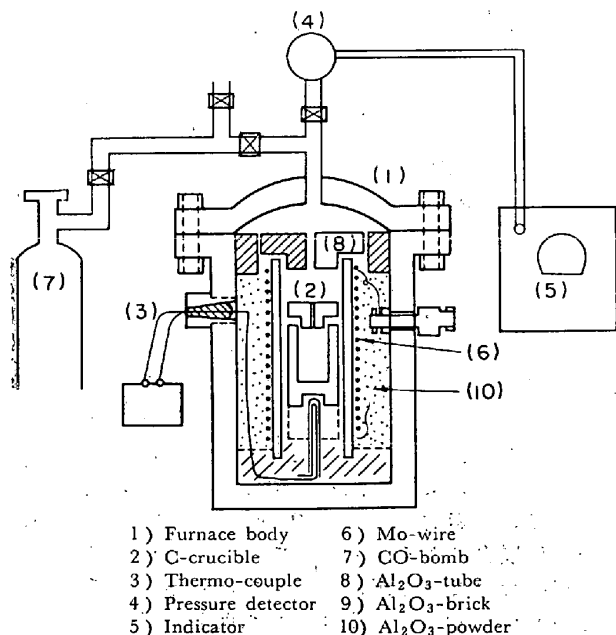 (4)
(1)
(8)
(7)
(2)
(5)
(3)
(6)
(10)
1) Furnace body 6) Mo-wire
2) C-crucible 7) CO-bomb
3) Thermo-couple 8) Al₂O₃-tube
4) Pressure detector 9) Al₂O₃-brick
5) Indicator 10) Al₂O₃-powder